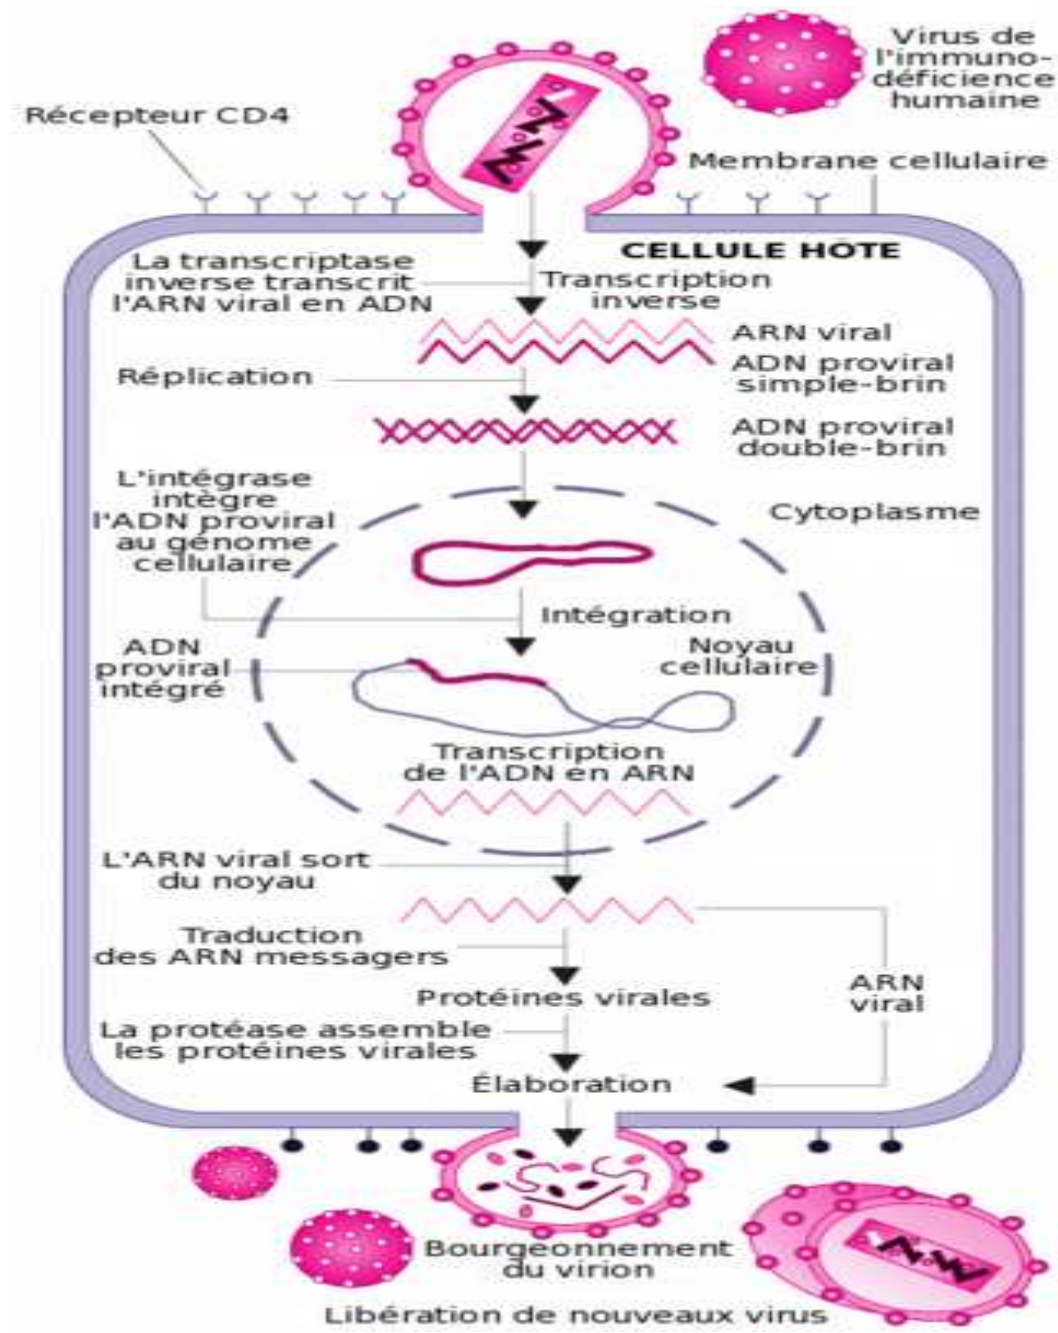 Virus de
l'immuno-
déficience
humaine
Récepteur CD4
Membrane cellulaire
CELLULE HÔTE
La transcriptase
inverse transcrit
l'ARN viral en ADN
Transcription
inverse
ARN viral
ADN proviral
simple-brin
Réplication
ADN proviral
double-brin
L'intégrase
intègre
l'ADN proviral
au génome
cellulaire
Cytoplasme
Intégration
ADN
proviral
intégré
Noyau
cellulaire
Transcription
de l'ADN en ARN
L'ARN viral sort
du noyau
Traduction
des ARN messagers
ARN
viral
Protéines virales
La protéase assemble
les protéines virales
Élaboration
Bourgeonnement
du virion
Libération de nouveaux virus